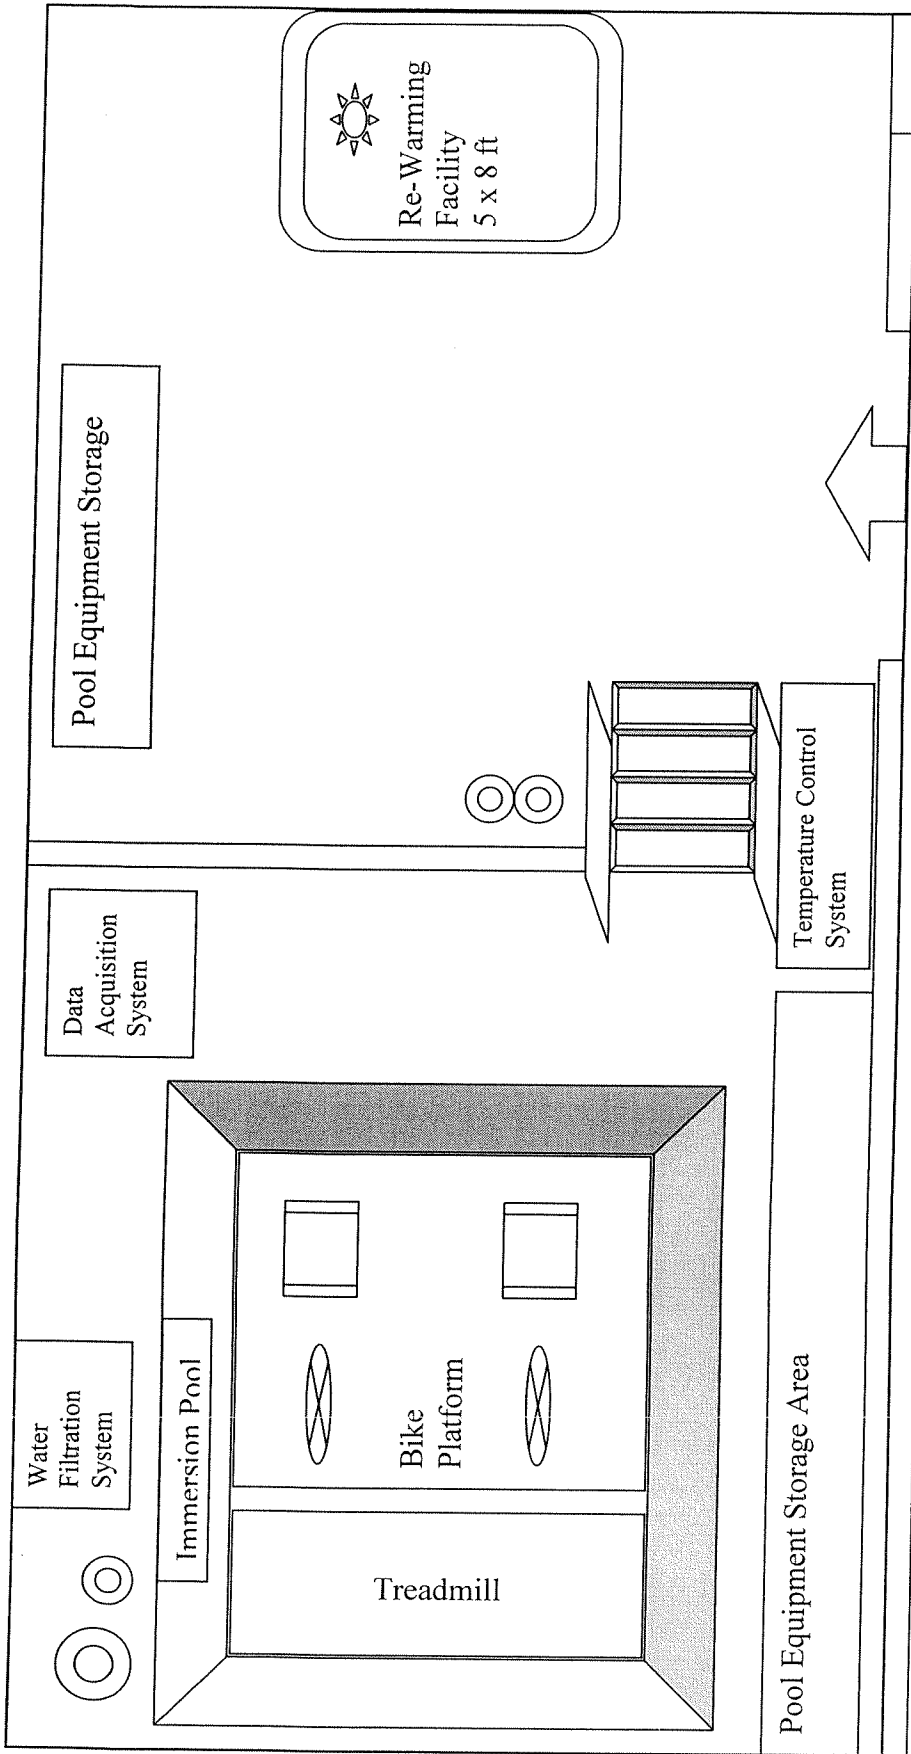 Water
Filtration
System
Data
Acquisition
System
Pool Equipment Storage
Immersion Pool
Treadmill
Bike
Platform
Re-Warming
Facility
5 x 8 ft
Pool Equipment Storage Area
Temperature Control
System